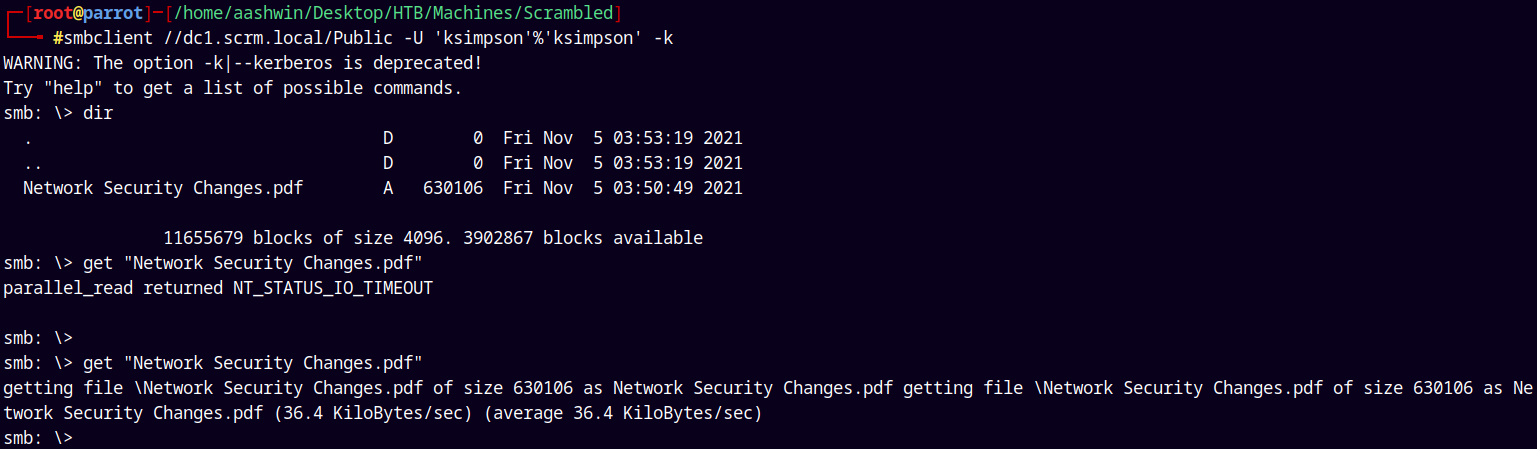 ┌─[root@parrot]─[/home/aashwin/Desktop/HTB/Machines/Scrambled]
└──╼ #smbclient //dc1.scrm.local/Public -U 'ksimpson'%'ksimpson' -k
WARNING: The option -k|--kerberos is deprecated!
Try "help" to get a list of possible commands.
smb: \> dir
  .                                       D        0  Fri Nov  5 03:53:19 2021
  ..                                      D        0  Fri Nov  5 03:53:19 2021
  Network Security Changes.pdf         A   630106  Fri Nov  5 03:50:49 2021
                11655679 blocks of size 4096. 3902867 blocks available
smb: \> get "Network Security Changes.pdf"
parallel_read returned NT_STATUS_IO_TIMEOUT
smb: \>
smb: \> get "Network Security Changes.pdf"
getting file \Network Security Changes.pdf of size 630106 as Network Security Changes.pdf getting file \Network Security Changes.pdf of size 630106 as Ne
twork Security Changes.pdf (36.4 KiloBytes/sec) (average 36.4 KiloBytes/sec)
smb: \>